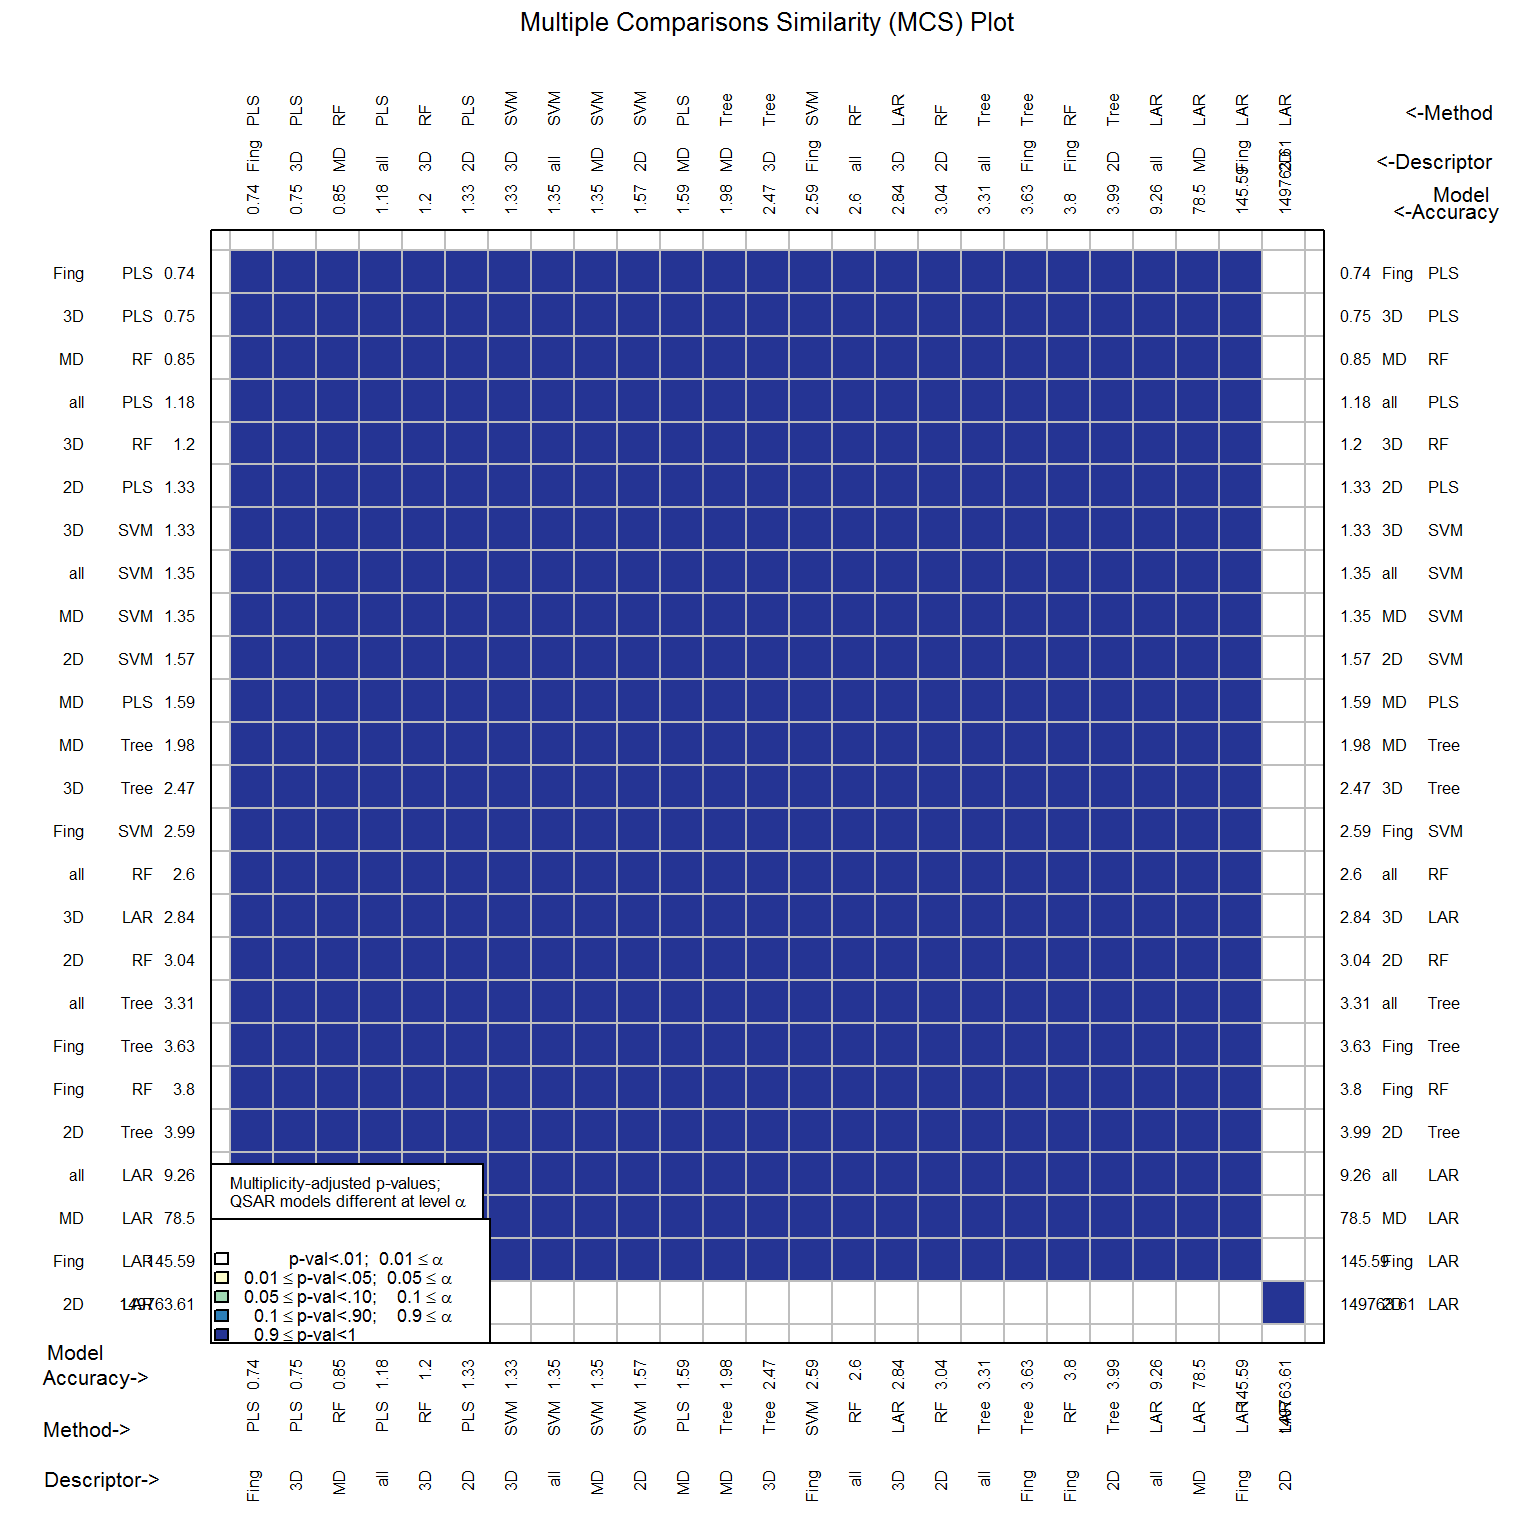 Multiple Comparisons Similarity (MCS) Plot
PLS PLS RF PLS RF PLS SVM SVM SVM SVM PLS Tree Tree SVM RF LAR RF Tree Tree RF Tree LAR LAR LAR LAR <-Method
Fing 3D MD all 3D 2D 3D all MD 2D MD MD 3D Fing all 3D 2D all Fing Fing 2D all MD Fing 2D <-Descriptor
0.74 0.75 0.85 1.18 1.2 1.33 1.33 1.35 1.35 1.57 1.59 1.98 2.47 2.59 2.6 2.84 3.04 3.31 3.63 3.8 3.99 9.26 78.5 145.59 149763.61 Model
<-Accuracy
Fing PLS 0.74 0.74 Fing PLS
3D PLS 0.75 0.75 3D PLS
MD RF 0.85 0.85 MD RF
all PLS 1.18 1.18 all PLS
3D RF 1.2 1.2 3D RF
2D PLS 1.33 1.33 2D PLS
3D SVM 1.33 1.33 3D SVM
all SVM 1.35 1.35 all SVM
MD SVM 1.35 1.35 MD SVM
2D SVM 1.57 1.57 2D SVM
MD PLS 1.59 1.59 MD PLS
MD Tree 1.98 1.98 MD Tree
3D Tree 2.47 2.47 3D Tree
Fing SVM 2.59 2.59 Fing SVM
all RF 2.6 2.6 all RF
3D LAR 2.84 2.84 3D LAR
2D RF 3.04 3.04 2D RF
all Tree 3.31 3.31 all Tree
Fing Tree 3.63 3.63 Fing Tree
Fing RF 3.8 3.8 Fing RF
2D Tree 3.99 3.99 2D Tree
all LAR 9.26 9.26 all LAR
MD LAR 78.5 78.5 MD LAR
Fing LAR 145.59 145.59 Fing LAR
2D LAR 149763.61 149763.61 2D LAR
Multiplicity-adjusted p-values;
QSAR models different at level α
p-val<.01; 0.01 ≤ α
0.01 ≤ p-val<.05; 0.05 ≤ α
0.05 ≤ p-val<.10; 0.1 ≤ α
0.1 ≤ p-val<.90; 0.9 ≤ α
0.9 ≤ p-val<1
Model
Accuracy-> 0.74 0.75 0.85 1.18 1.2 1.33 1.33 1.35 1.35 1.57 1.59 1.98 2.47 2.59 2.6 2.84 3.04 3.31 3.63 3.8 3.99 9.26 78.5 145.59 149763.61
Method-> PLS PLS RF PLS RF PLS SVM SVM SVM SVM PLS Tree Tree SVM RF LAR RF Tree Tree RF Tree LAR LAR LAR LAR
Descriptor-> Fing 3D MD all 3D 2D 3D all MD 2D MD MD 3D Fing all 3D 2D all Fing Fing 2D all MD Fing 2D